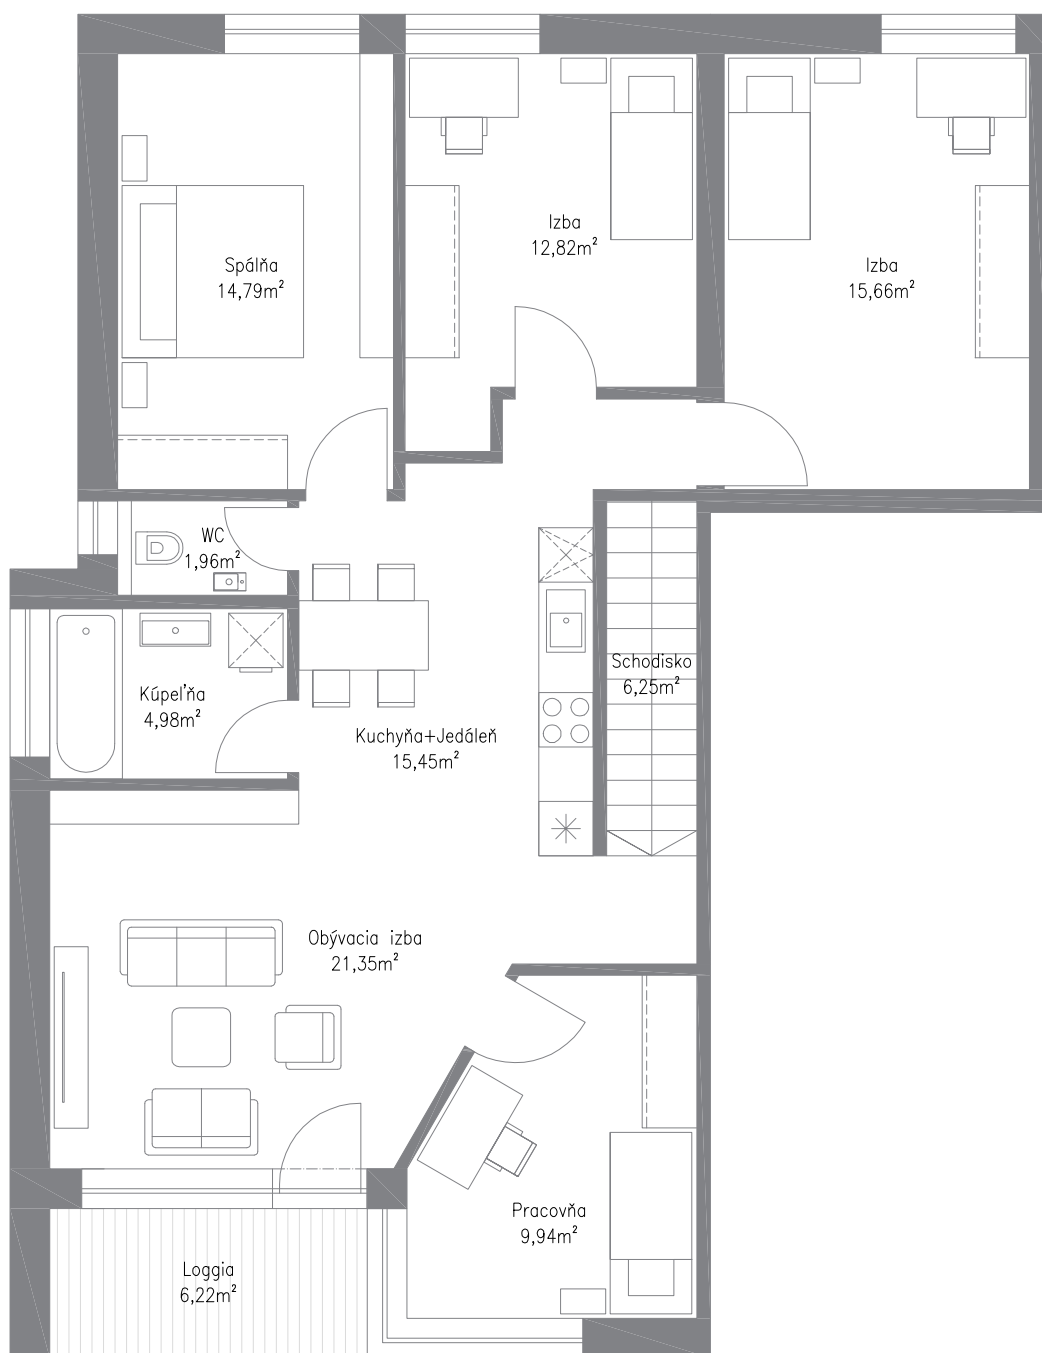 Izba
12,82m²
Spálňa
14,79m²
Izba
15,66m²
WC
1,96m²
Schodisko
6,25m²
Kúpeľňa
4,98m²
Kuchyňa+Jedáleň
15,45m²
Obývacia izba
21,35m²
Pracovňa
9,94m²
Loggia
6,22m²